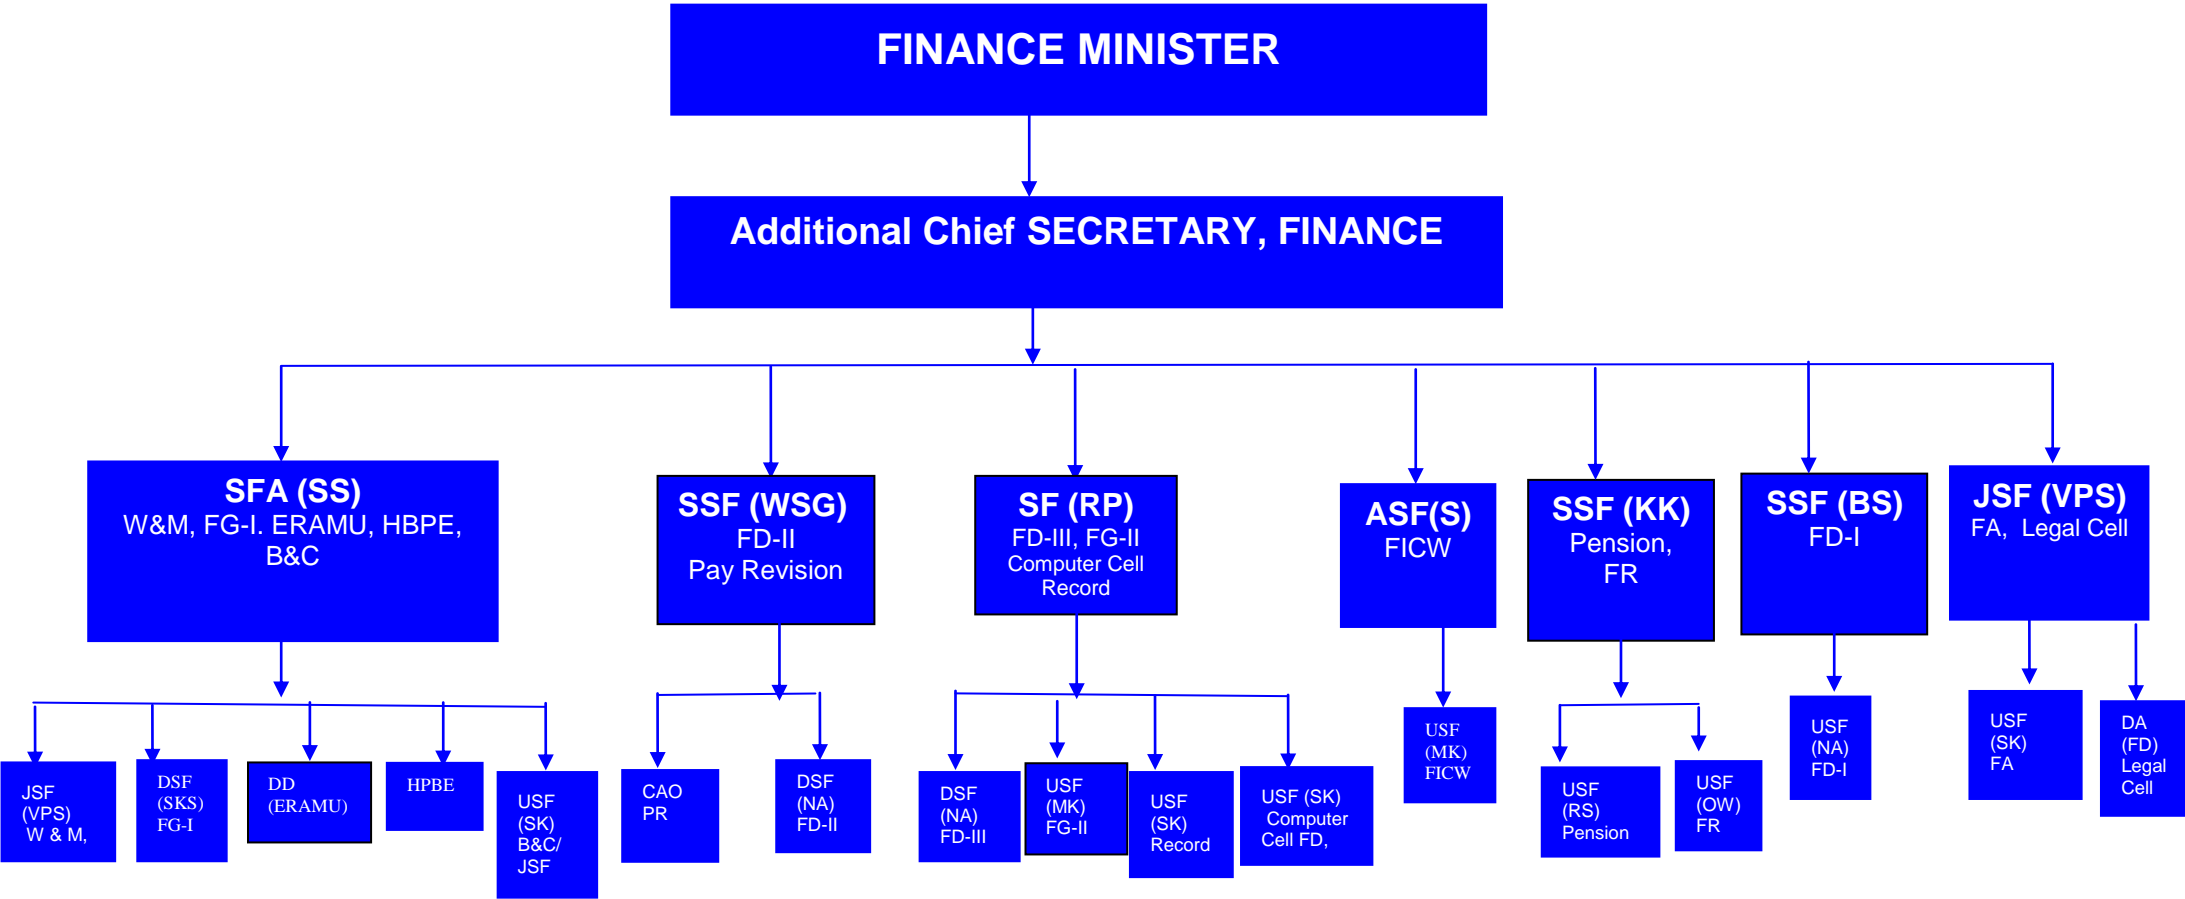 FINANCE MINISTER
Additional Chief SECRETARY, FINANCE
SFA (SS)
W&M, FG-I. ERAMU, HBPE,
B&C
SSF (WSG)
FD-II
Pay Revision
SF (RP)
FD-III, FG-II
Computer Cell
Record
ASF(S)
FICW
SSF (KK)
Pension,
FR
SSF (BS)
FD-I
JSF (VPS)
FA, Legal Cell
JSF
(VPS)
W & M,
DSF
(SKS)
FG-I
DD
(ERAMU)
HPBE
USF
(SK)
B&C/
JSF
CAO
PR
DSF
(NA)
FD-II
DSF
(NA)
FD-III
USF
(MK)
FG-II
USF
(SK)
Record
USF (SK)
Computer
Cell FD,
USF
(MK)
FICW
USF
(RS)
Pension
USF
(OW)
FR
USF
(NA)
FD-I
USF
(SK)
FA
DA
(FD)
Legal
Cell